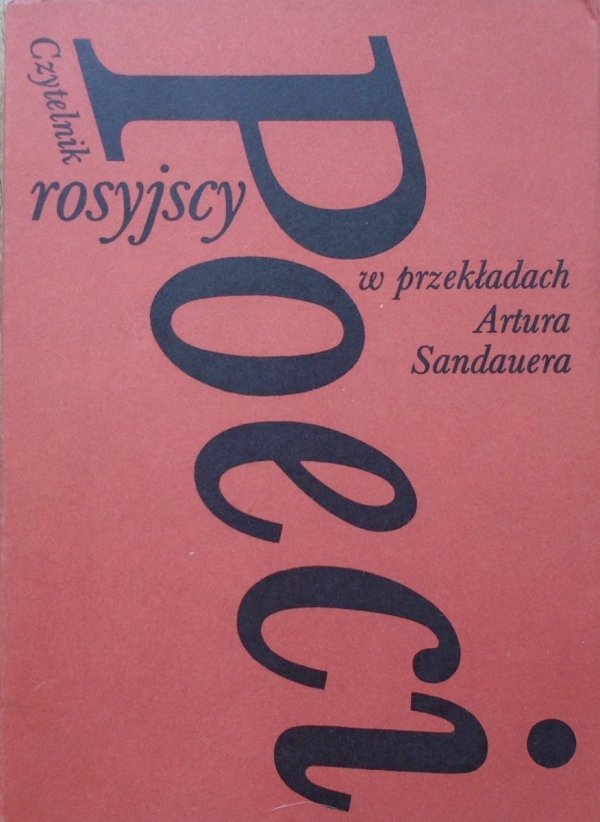 Czytelnik
Poeci
rosyjscy
w przekładach
Artura
Sandauera